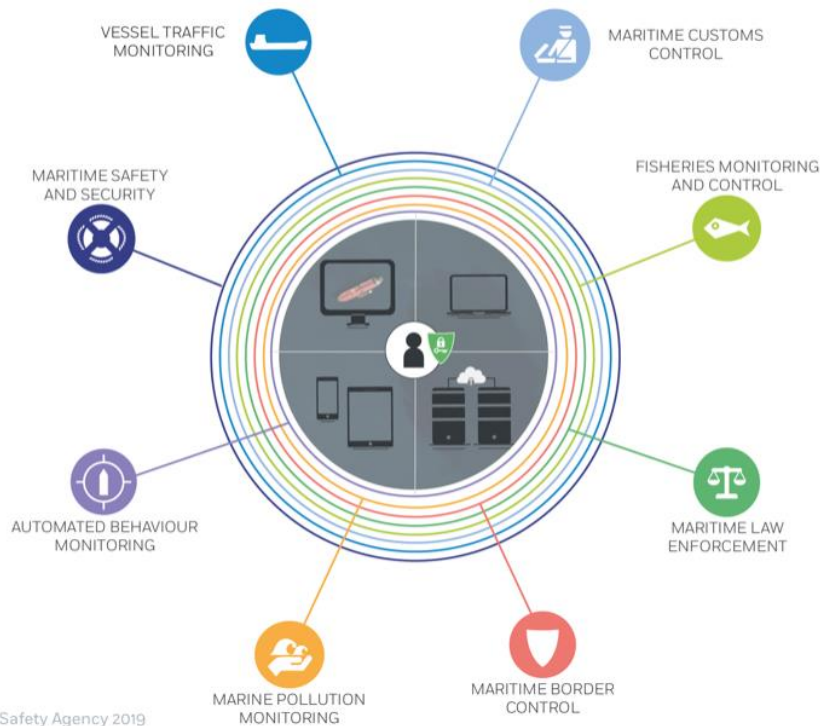 VESSEL TRAFFIC
MONITORING
MARITIME CUSTOMS
CONTROL
MARITIME SAFETY
AND SECURITY
FISHERIES MONITORING
AND CONTROL
AUTOMATED BEHAVIOUR
MONITORING
MARITIME LAW
ENFORCEMENT
MARINE POLLUTION
MONITORING
MARITIME BORDER
CONTROL
Safety Agency 2019